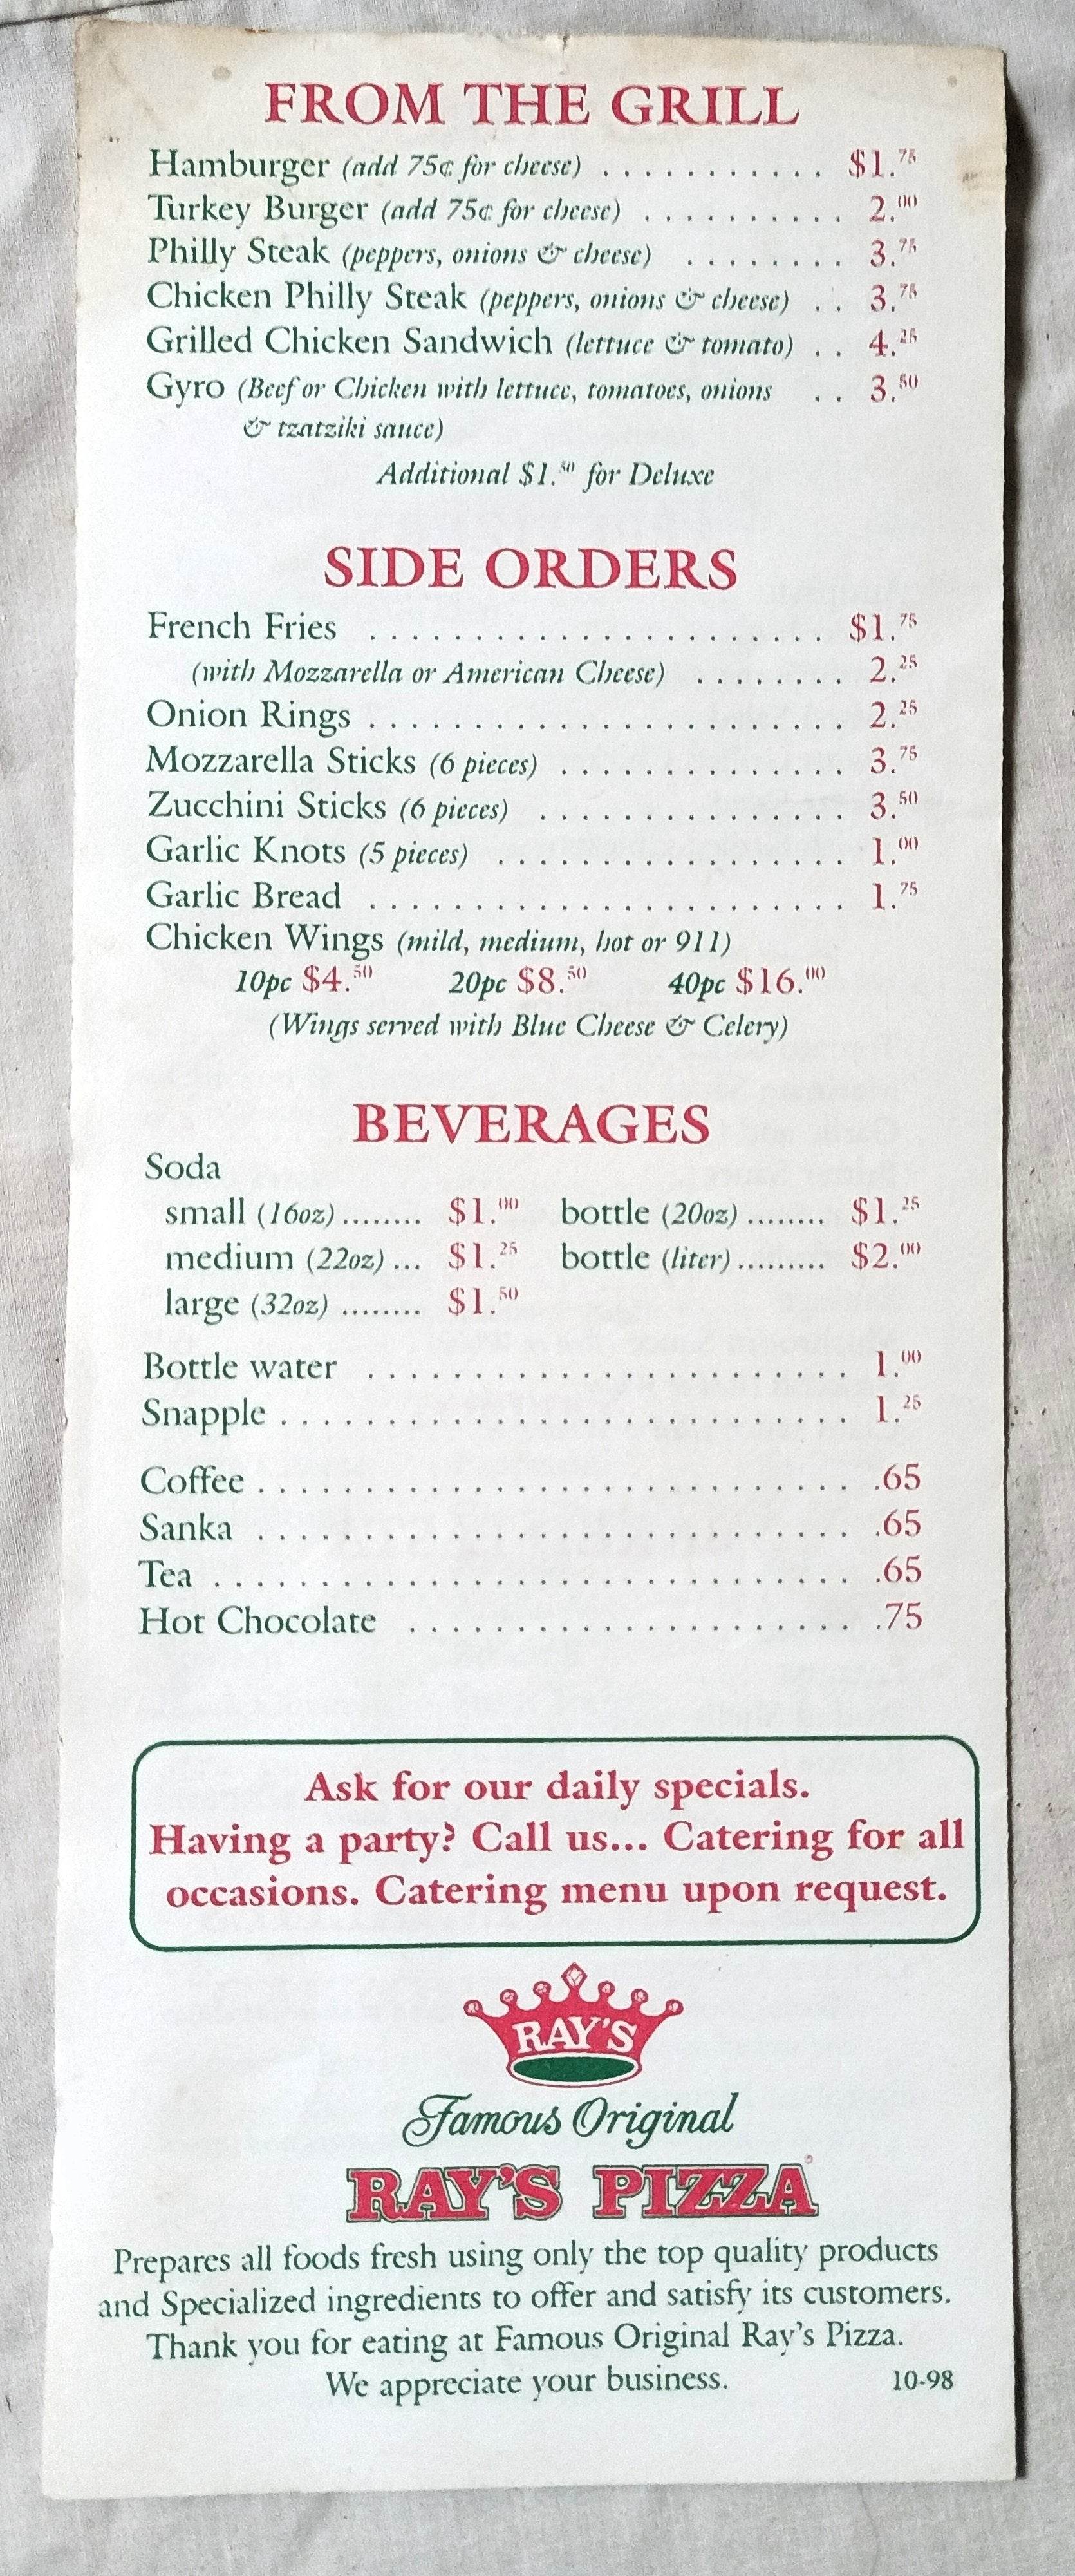 FROM THE GRILL
Hamburger (add 75¢ for cheese) . . . . . . . . . . . $1.75
Turkey Burger (add 75¢ for cheese) . . . . . . . . . . 2.00
Philly Steak (peppers, onions & cheese) . . . . . . . . 3.75
Chicken Philly Steak (peppers, onions & cheese) . . 3.75
Grilled Chicken Sandwich (lettuce & tomato) . . 4.25
Gyro (Beef or Chicken with lettuce, tomatoes, onions . . 3.50
& tzatziki sauce)
Additional $1.50 for Deluxe
SIDE ORDERS
French Fries . . . . . . . . . . . . . . . . . . . . . . $1.75
(with Mozzarella or American Cheese) . . . . . . . . 2.25
Onion Rings . . . . . . . . . . . . . . . . . . . . . . . 2.25
Mozzarella Sticks (6 pieces) . . . . . . . . . . . . . . 3.75
Zucchini Sticks (6 pieces) . . . . . . . . . . . . . . . 3.50
Garlic Knots (5 pieces) . . . . . . . . . . . . . . . . . 1.00
Garlic Bread . . . . . . . . . . . . . . . . . . . . . . . 1.75
Chicken Wings (mild, medium, hot or 911)
10pc $4.50 20pc $8.50 40pc $16.00
(Wings served with Blue Cheese & Celery)
BEVERAGES
Soda
small (16oz) ........ $1.00 bottle (20oz) ........ $1.25
medium (22oz) ... $1.25 bottle (liter) ......... $2.00
large (32oz) ........ $1.50
Bottle water . . . . . . . . . . . . . . . . . . . . . . . 1.00
Snapple . . . . . . . . . . . . . . . . . . . . . . . . . . . 1.25
Coffee . . . . . . . . . . . . . . . . . . . . . . . . . . . . .65
Sanka . . . . . . . . . . . . . . . . . . . . . . . . . . . . .65
Tea . . . . . . . . . . . . . . . . . . . . . . . . . . . . . . .65
Hot Chocolate . . . . . . . . . . . . . . . . . . . . . .75
Ask for our daily specials.
Having a party? Call us... Catering for all
occasions. Catering menu upon request.
RAY'S
Famous Original
RAY'S PIZZA®
Prepares all foods fresh using only the top quality products
and Specialized ingredients to offer and satisfy its customers.
Thank you for eating at Famous Original Ray's Pizza.
We appreciate your business. 10-98